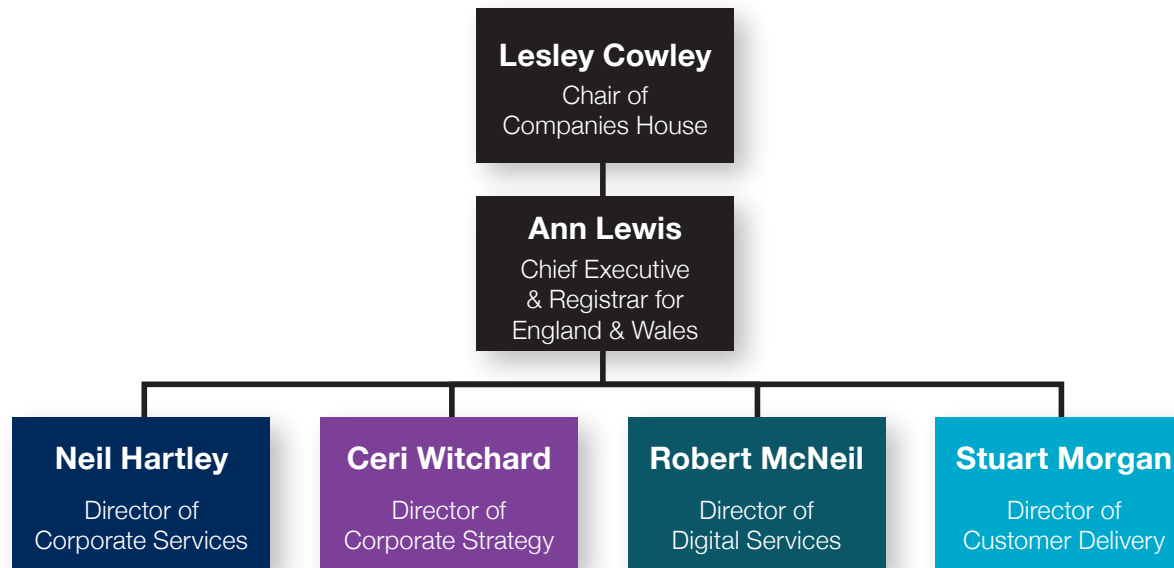 Lesley Cowley
Chair of
Companies House
Ann Lewis
Chief Executive
& Registrar for
England & Wales
Neil Hartley
Director of
Corporate Services
Ceri Witchard
Director of
Corporate Strategy
Robert McNeil
Director of
Digital Services
Stuart Morgan
Director of
Customer Delivery